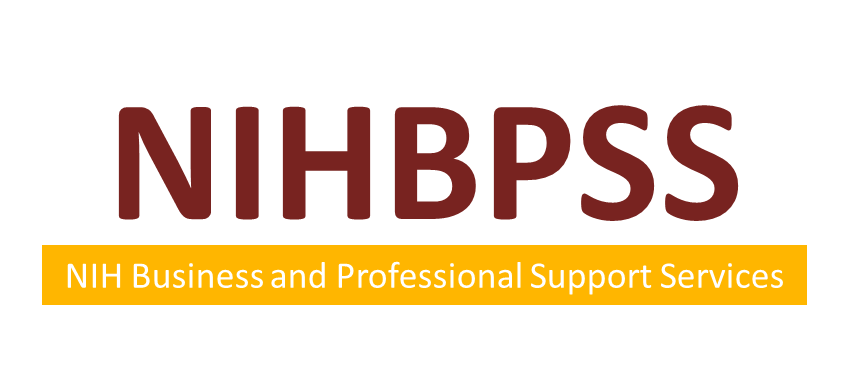 NIHBPSS
NIH Business and Professional Support Services